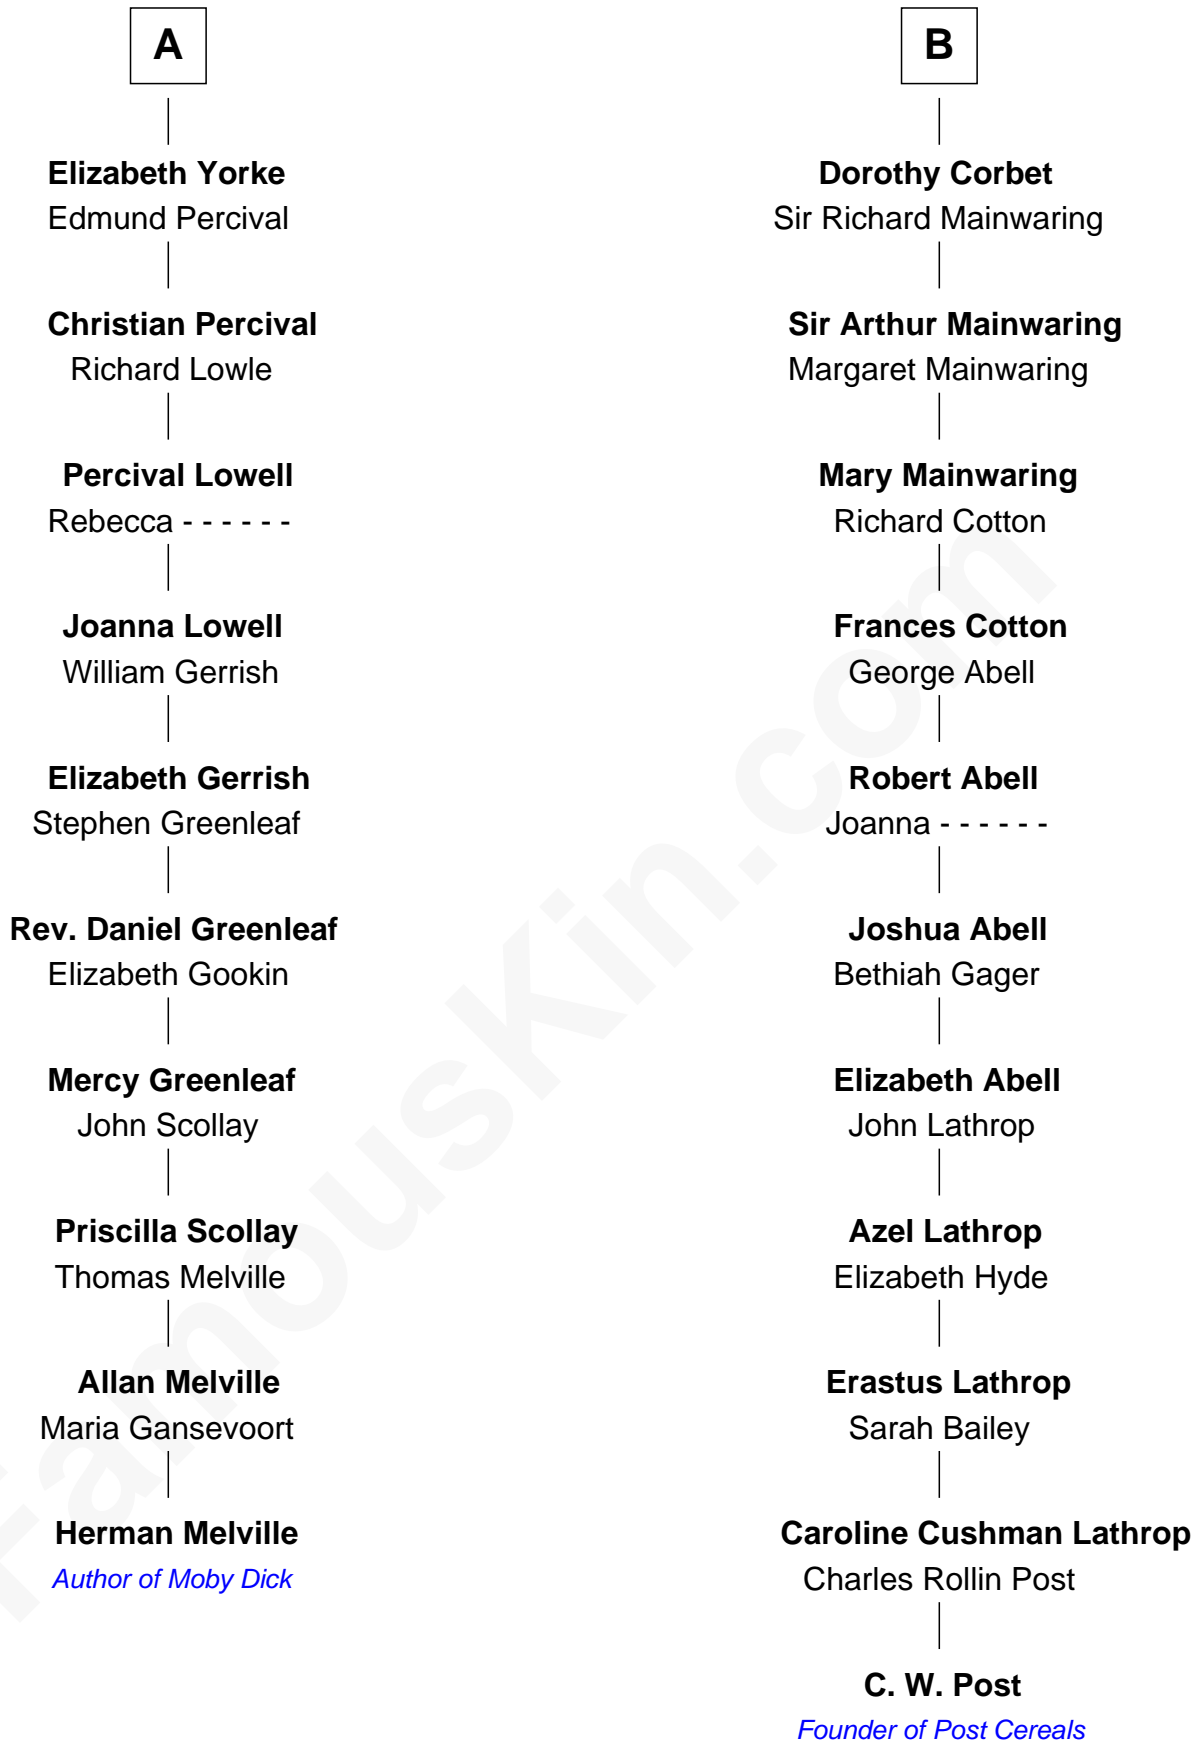 A
Elizabeth Yorke
Edmund Percival
Christian Percival
Richard Lowle
Percival Lowell
Rebecca - - - - - -
Joanna Lowell
William Gerrish
Elizabeth Gerrish
Stephen Greenleaf
Rev. Daniel Greenleaf
Elizabeth Gookin
Mercy Greenleaf
John Scollay
Priscilla Scollay
Thomas Melville
Allan Melville
Maria Gansevoort
Herman Melville
Author of Moby Dick
B
Dorothy Corbet
Sir Richard Mainwaring
Sir Arthur Mainwaring
Margaret Mainwaring
Mary Mainwaring
Richard Cotton
Frances Cotton
George Abell
Robert Abell
Joanna - - - - - -
Joshua Abell
Bethiah Gager
Elizabeth Abell
John Lathrop
Azel Lathrop
Elizabeth Hyde
Erastus Lathrop
Sarah Bailey
Caroline Cushman Lathrop
Charles Rollin Post
C. W. Post
Founder of Post Cereals
FamousKin.com